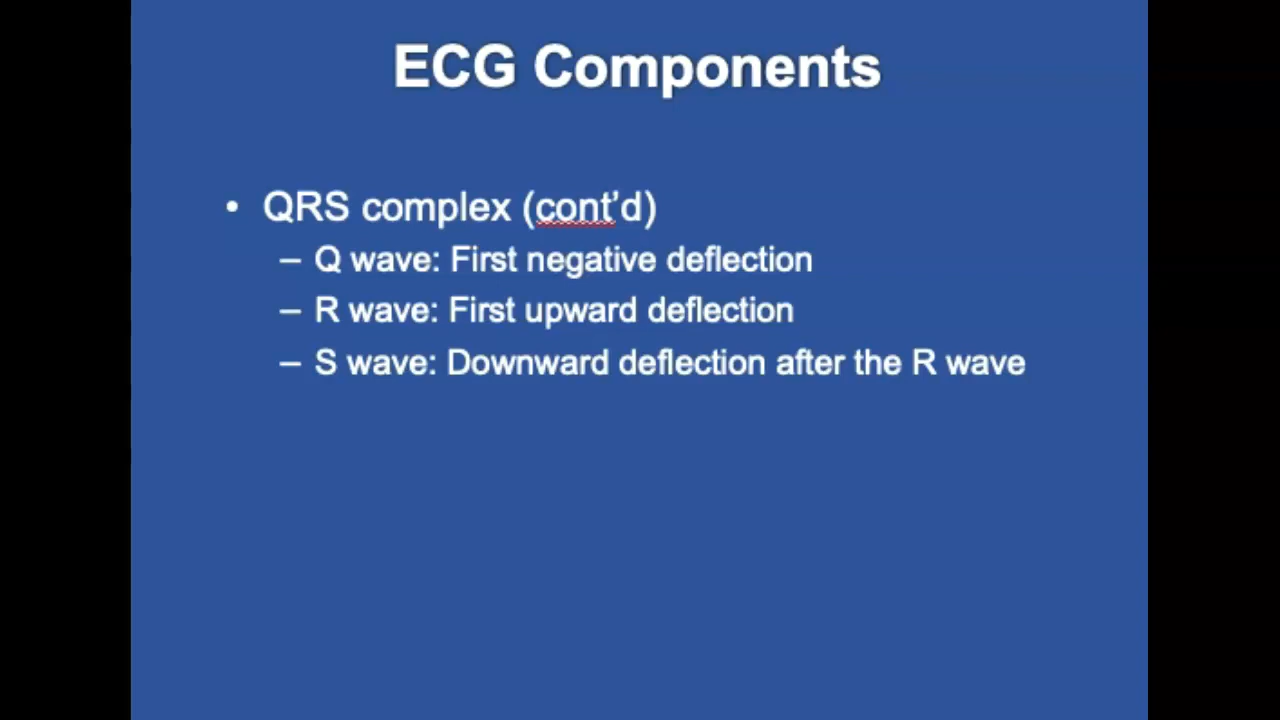 ECG Components
• QRS complex (cont’d)
– Q wave: First negative deflection
– R wave: First upward deflection
– S wave: Downward deflection after the R wave